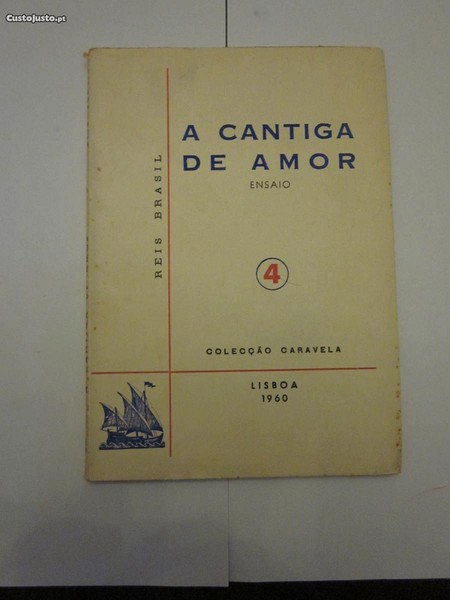 CustoJusto.pt
REIS BRASIL
A CANTIGA
DE AMOR
ENSAIO
4
COLECÇÃO CARAVELA
LISBOA
1960